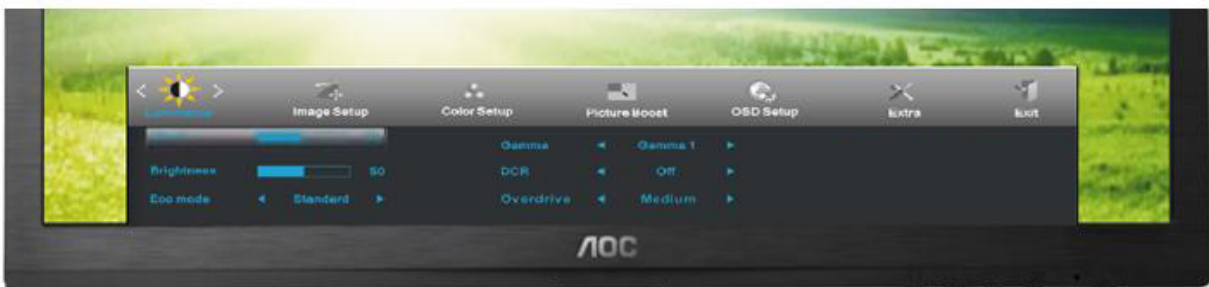 Luminance Image Setup Color Setup Picture Boost OSD Setup Extra Exit
Gamma Gamma 1
Brightness 50 DCR Off
Eco mode Standard Overdrive Medium
AOC